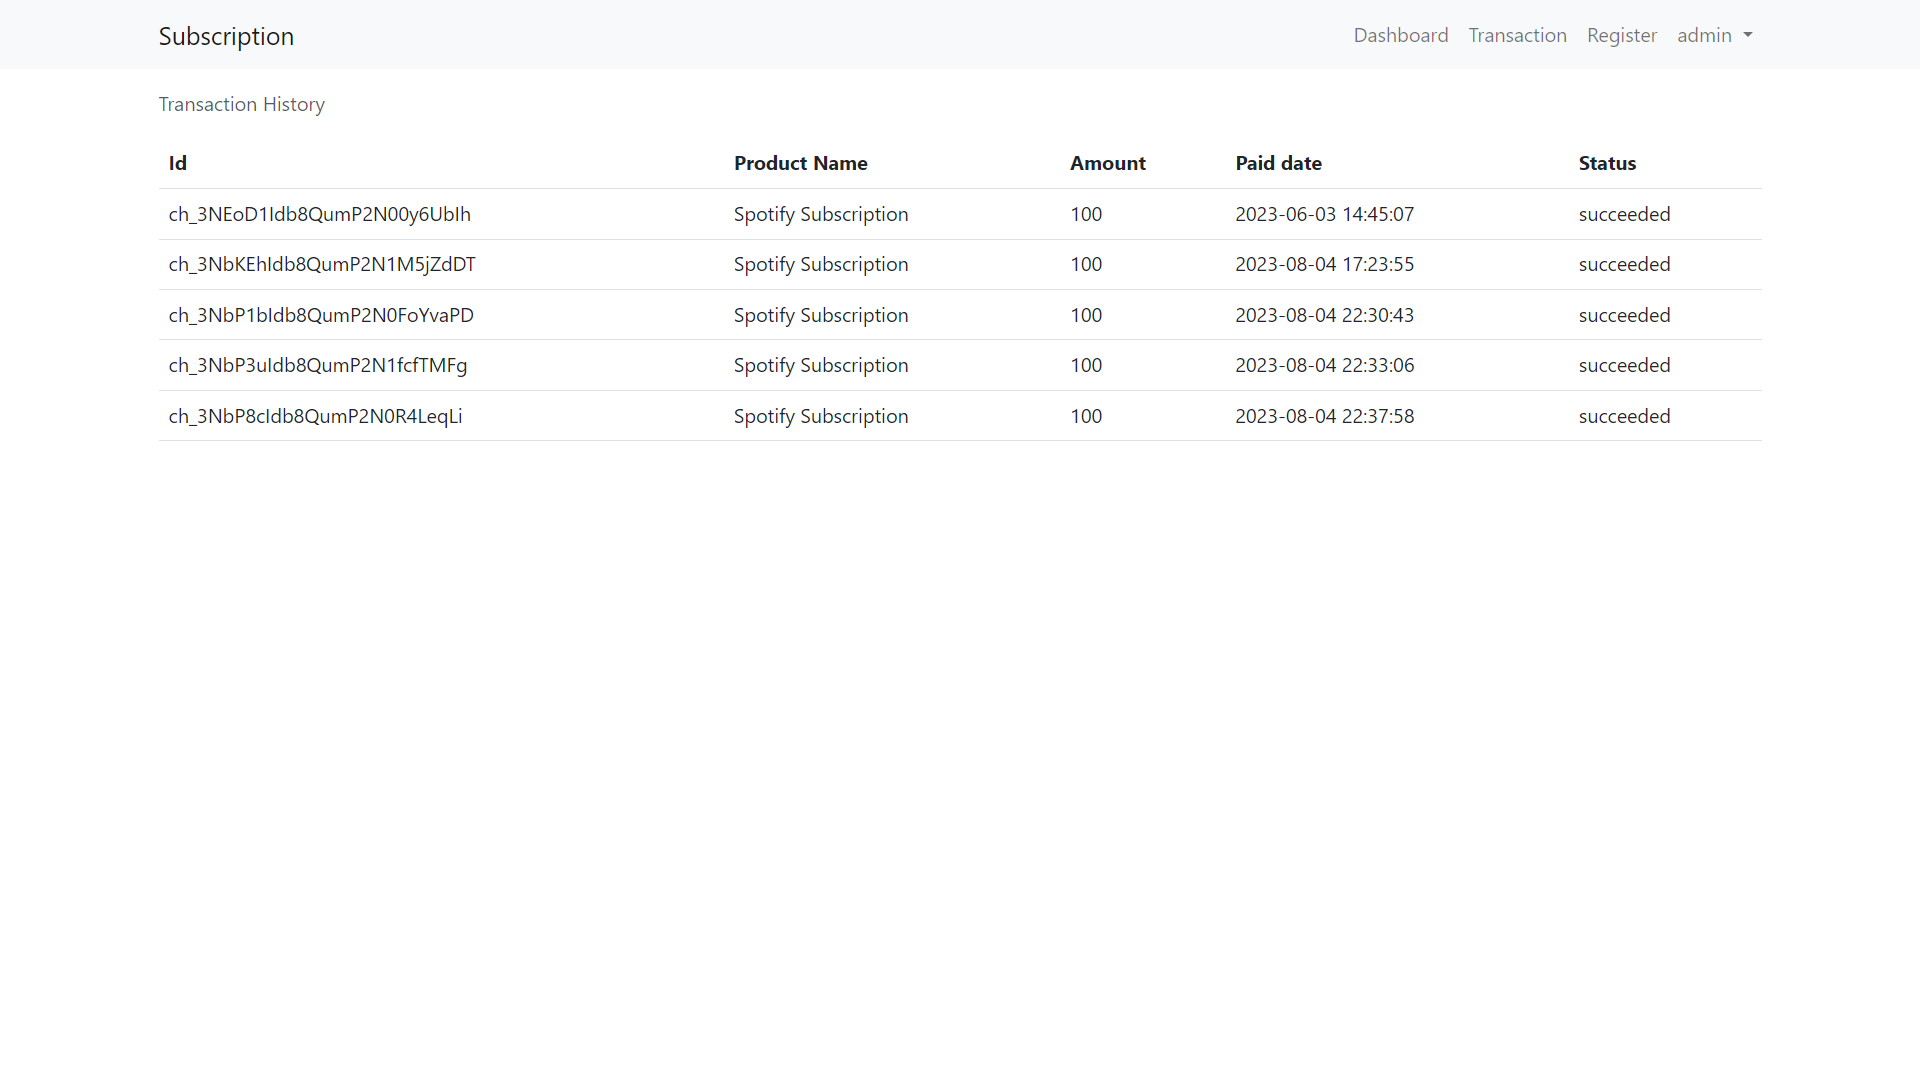 Subscription Dashboard Transaction Register admin
Transaction History
Id Product Name Amount Paid date Status
ch_3NEoD1Idb8QumP2N00y6UbIh Spotify Subscription 100 2023-06-03 14:45:07 succeeded
ch_3NbKEhIdb8QumP2N1M5jZdDT Spotify Subscription 100 2023-08-04 17:23:55 succeeded
ch_3NbP1bIdb8QumP2N0FoYvaPD Spotify Subscription 100 2023-08-04 22:30:43 succeeded
ch_3NbP3uIdb8QumP2N1fcfTMFg Spotify Subscription 100 2023-08-04 22:33:06 succeeded
ch_3NbP8cIdb8QumP2N0R4LeqLi Spotify Subscription 100 2023-08-04 22:37:58 succeeded